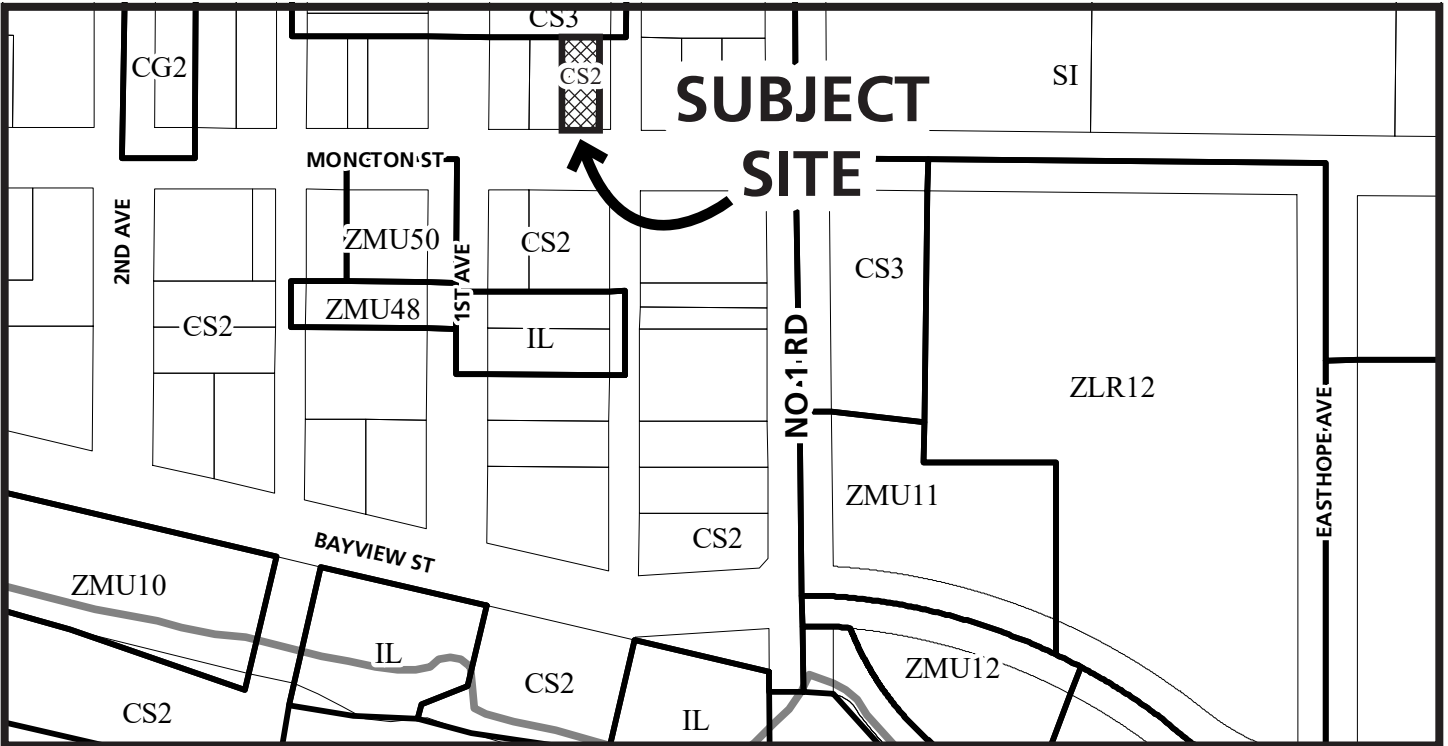 CS3
CG2
CS2
SI
SUBJECT
SITE
MONCTON ST
2ND AVE
ZMU50
1ST AVE
CS2
CS3
ZMU48
CS2
IL
NO 1 RD
ZLR12
EASTHOPE AVE
ZMU11
CS2
BAYVIEW ST
ZMU10
IL
CS2
ZMU12
CS2
IL